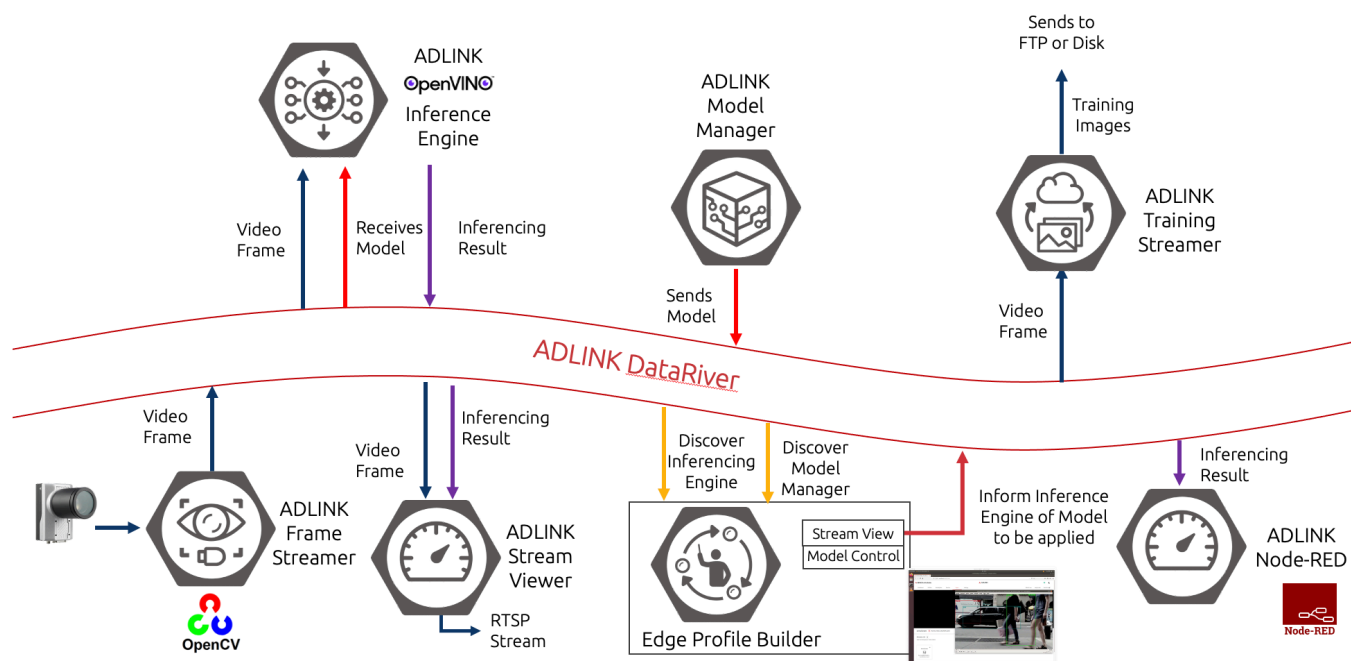 ADLINK
OpenVINO
Inference
Engine
Video
Frame
Receives
Model
Inferencing
Result
ADLINK
Model
Manager
Sends
Model
Sends to
FTP or Disk
Training
Images
ADLINK
Training
Streamer
Video
Frame
ADLINK DataRiver
Video
Frame
ADLINK
Frame
Streamer
OpenCV
Video
Frame
Inferencing
Result
ADLINK
Stream
Viewer
RTSP
Stream
Discover
Inferencing
Engine
Discover
Model
Manager
Stream View
Model Control
Edge Profile Builder
Inform Inference
Engine of Model
to be applied
Inferencing
Result
ADLINK
Node-RED
Node-RED